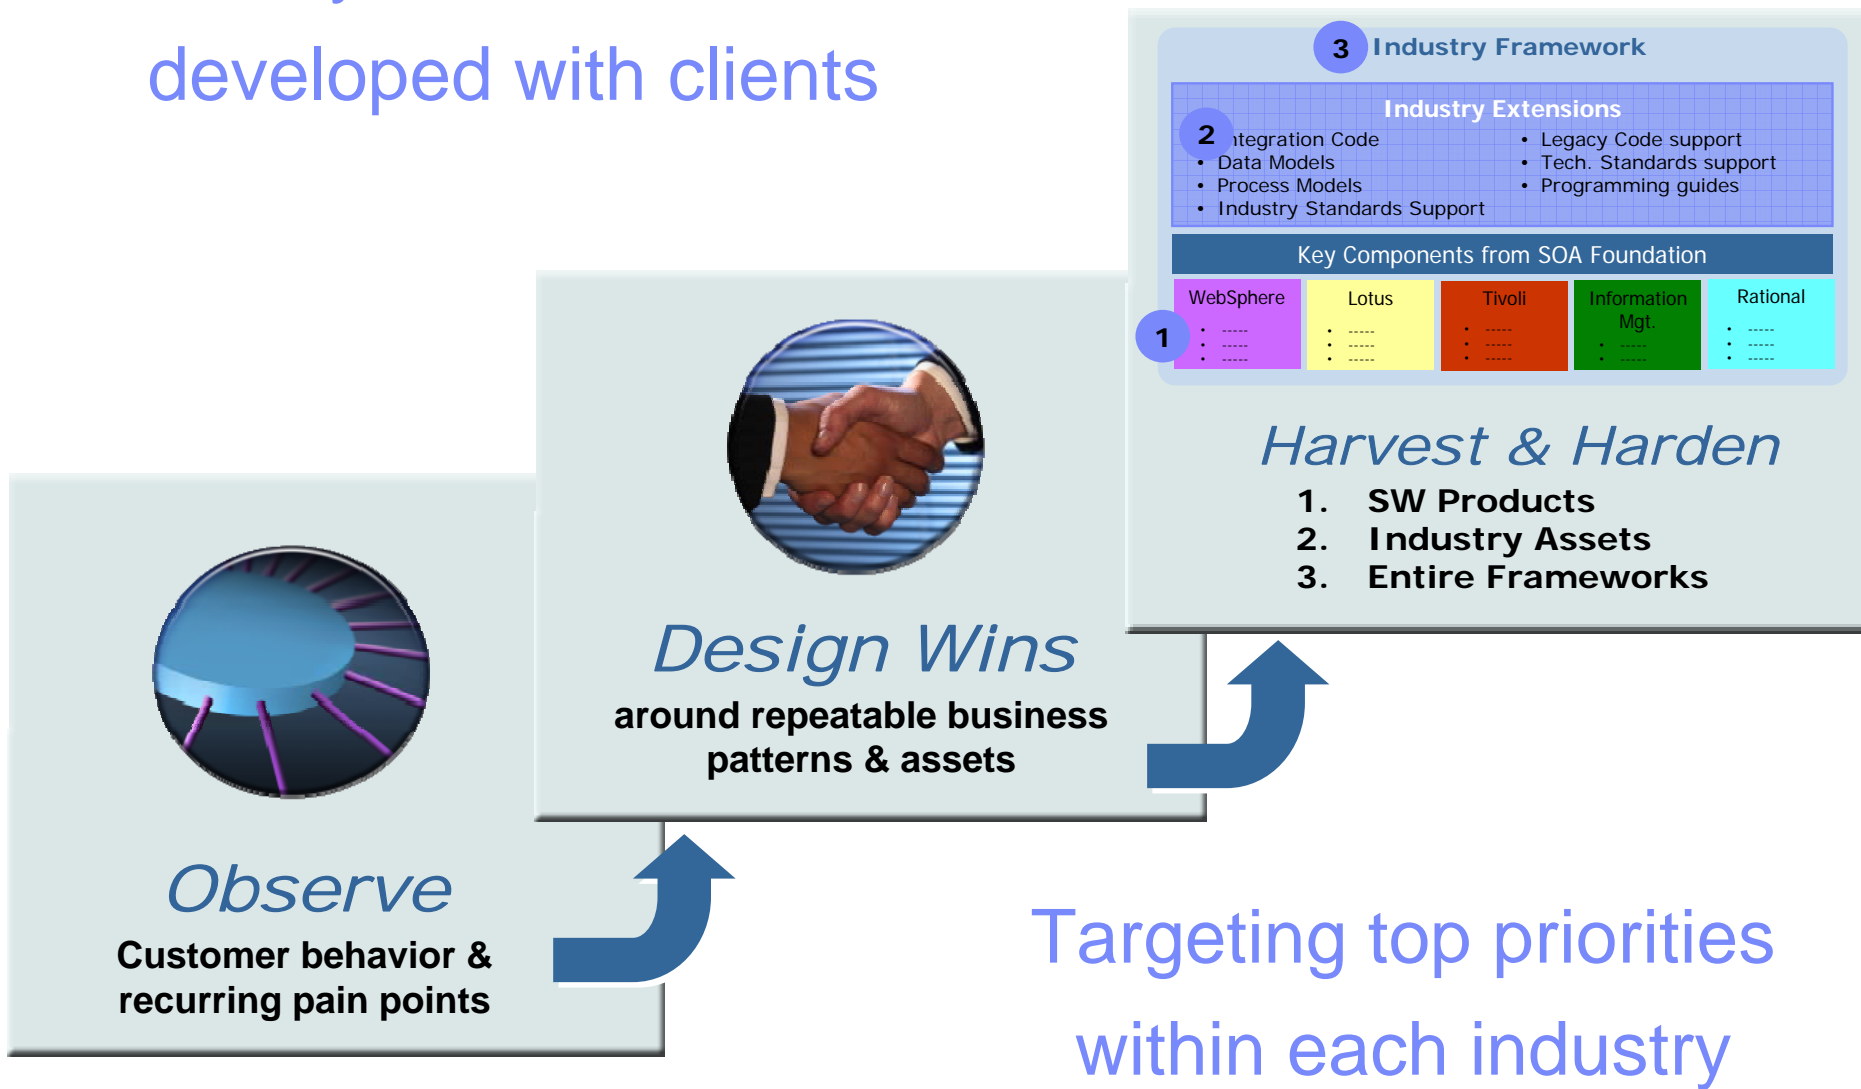 developed with clients
3 Industry Framework
Industry Extensions
2
ntegration Code
• Data Models
• Process Models
• Industry Standards Support
• Legacy Code support
• Tech. Standards support
• Programming guides
Key Components from SOA Foundation
1
WebSphere
• -----
• -----
• -----
Lotus
• -----
• -----
Tivoli
• -----
• -----
• -----
Information
Mgt.
• -----
• -----
Rational
• -----
• -----
• -----
Harvest & Harden
1. SW Products
2. Industry Assets
3. Entire Frameworks
Design Wins
around repeatable business
patterns & assets
Observe
Customer behavior &
recurring pain points
Targeting top priorities
within each industry